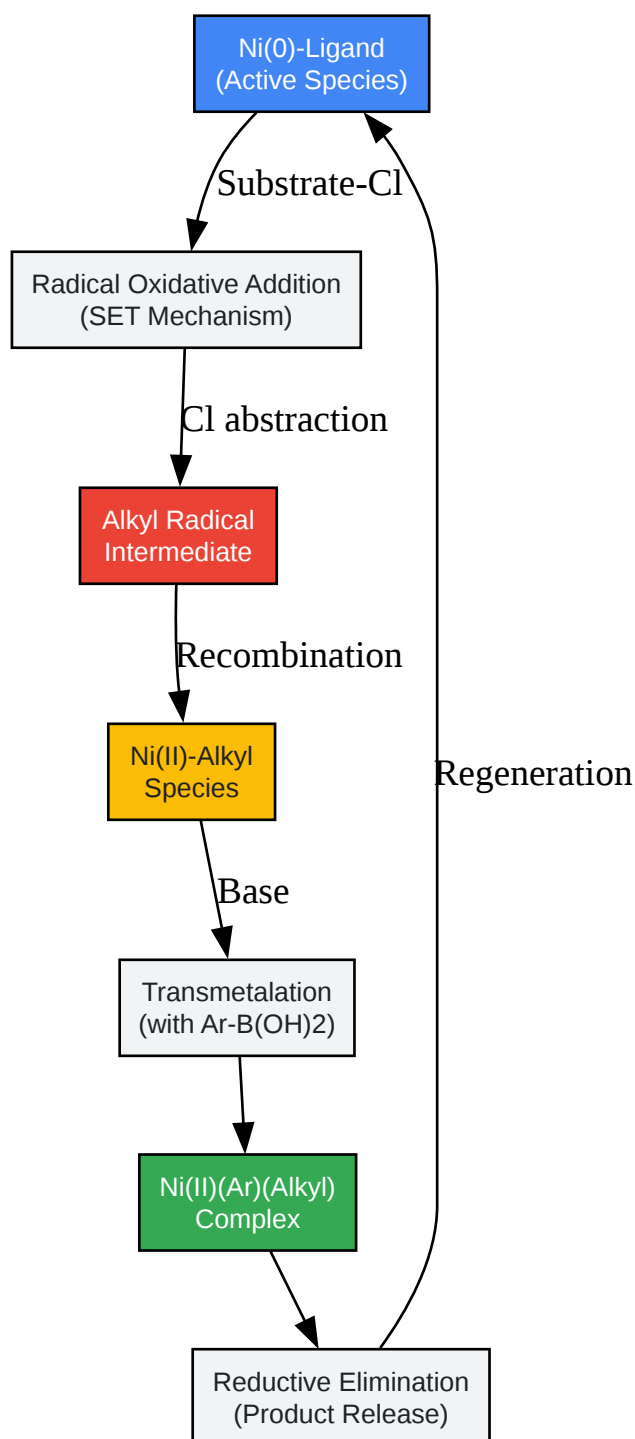 Ni(0)-Ligand
(Active Species)
Substrate-Cl
Radical Oxidative Addition
(SET Mechanism)
Cl abstraction
Alkyl Radical
Intermediate
Recombination
Ni(II)-Alkyl
Species
Regeneration
Base
Transmetalation
(with Ar-B(OH)2)
Ni(II)(Ar)(Alkyl)
Complex
Reductive Elimination
(Product Release)